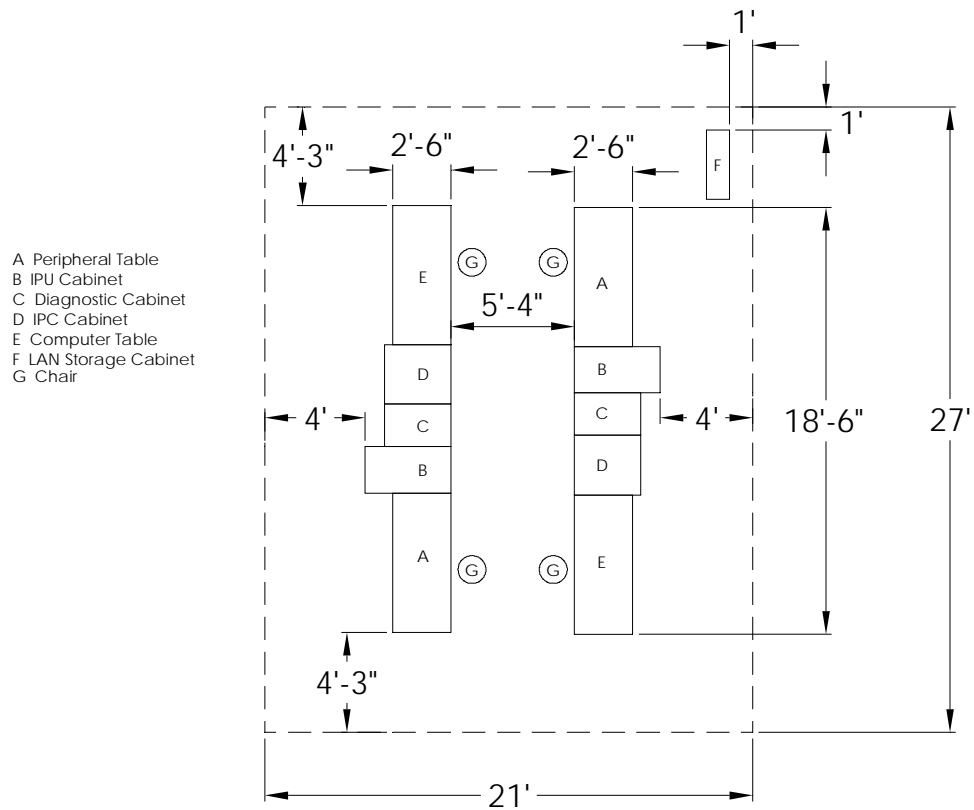 1'
1'
4'-3"
2'-6"
2'-6"
F
A Peripheral Table
B IPU Cabinet
C Diagnostic Cabinet
D IPC Cabinet
E Computer Table
F LAN Storage Cabinet
G Chair
E
G
G
A
5'-4"
D
B
4'
C
C
4'
18'-6"
27'
B
D
A
G
G
E
4'-3"
21'